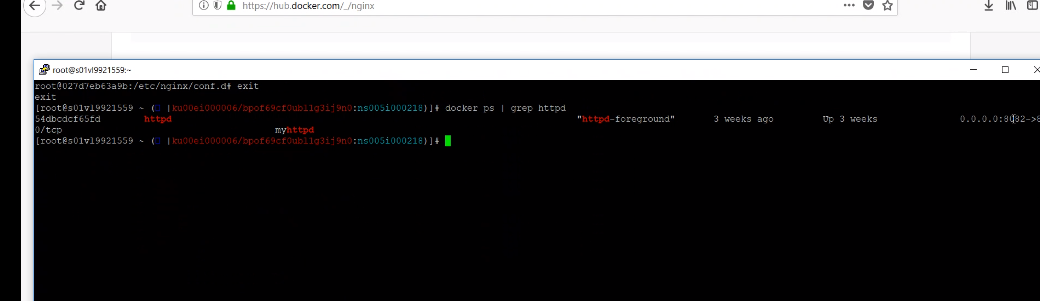 https://hub.docker.com/_/nginx
root@s01vl9921559:~
root@027d7eb63a9b:/etc/nginx/conf.d# exit
exit
[root@s01vl9921559 ~ ( |ku00ei000006/bpof69cf0ub11g3ij9n0:ns005i000218)]# docker ps | grep httpd
54dbcdcf65fd httpd "httpd-foreground" 3 weeks ago Up 3 weeks 0.0.0.0:8082->8
0/tcp myhttpd
[root@s01vl9921559 ~ ( |ku00ei000006/bpof69cf0ub11g3ij9n0:ns005i000218)]#